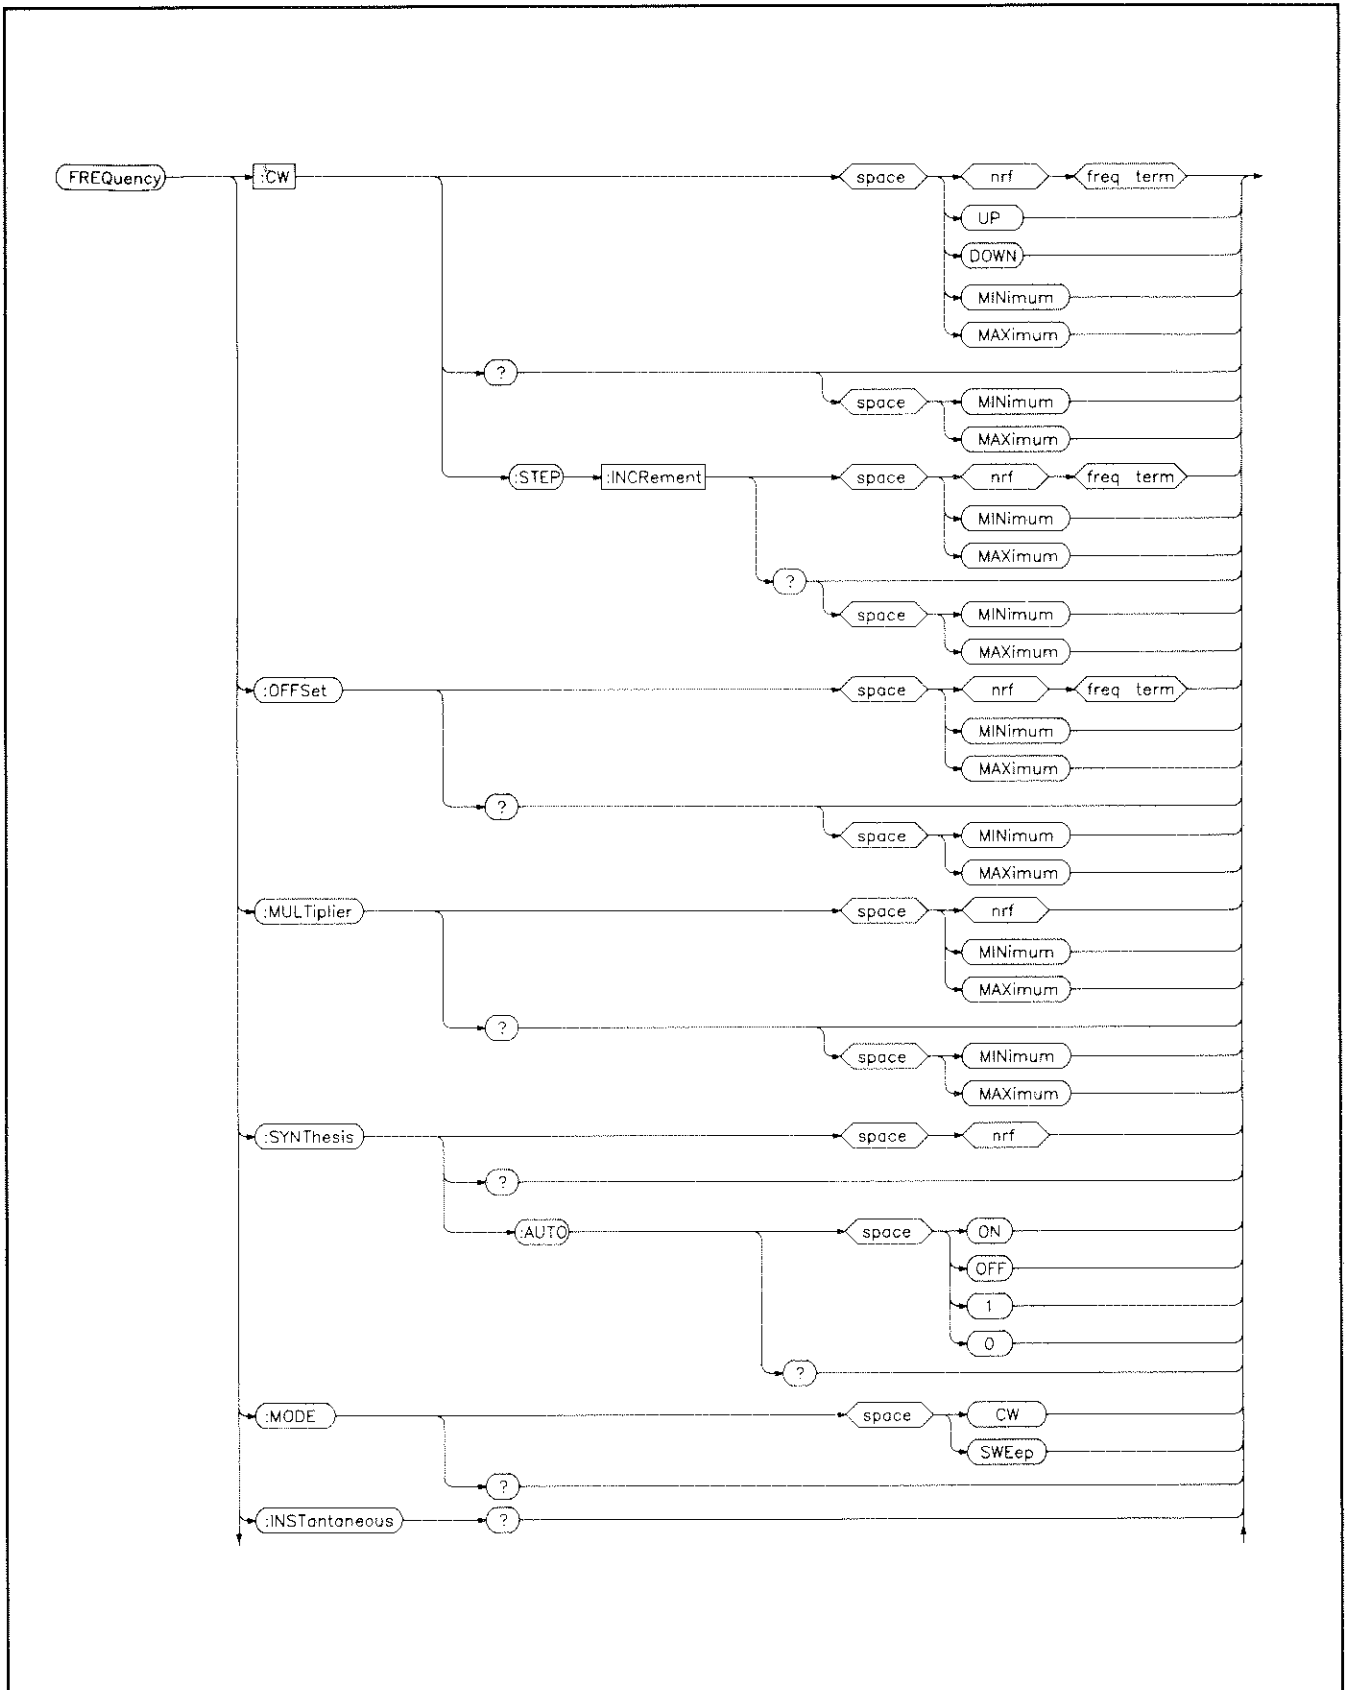 FREQuency :CW space nrf freq term
UP
DOWN
MINimum
MAXimum
?
space MINimum
MAXimum
:STEP :INCRement space nrf freq term
MINimum
MAXimum
?
space MINimum
MAXimum
:OFFSet space nrf freq term
MINimum
MAXimum
?
space MINimum
MAXimum
:MULTiplier space nrf
MINimum
MAXimum
?
space MINimum
MAXimum
:SYNThesis space nrf
?
:AUTO space ON
OFF
1
0
?
:MODE space CW
SWEep
?
:INSTantaneous ?